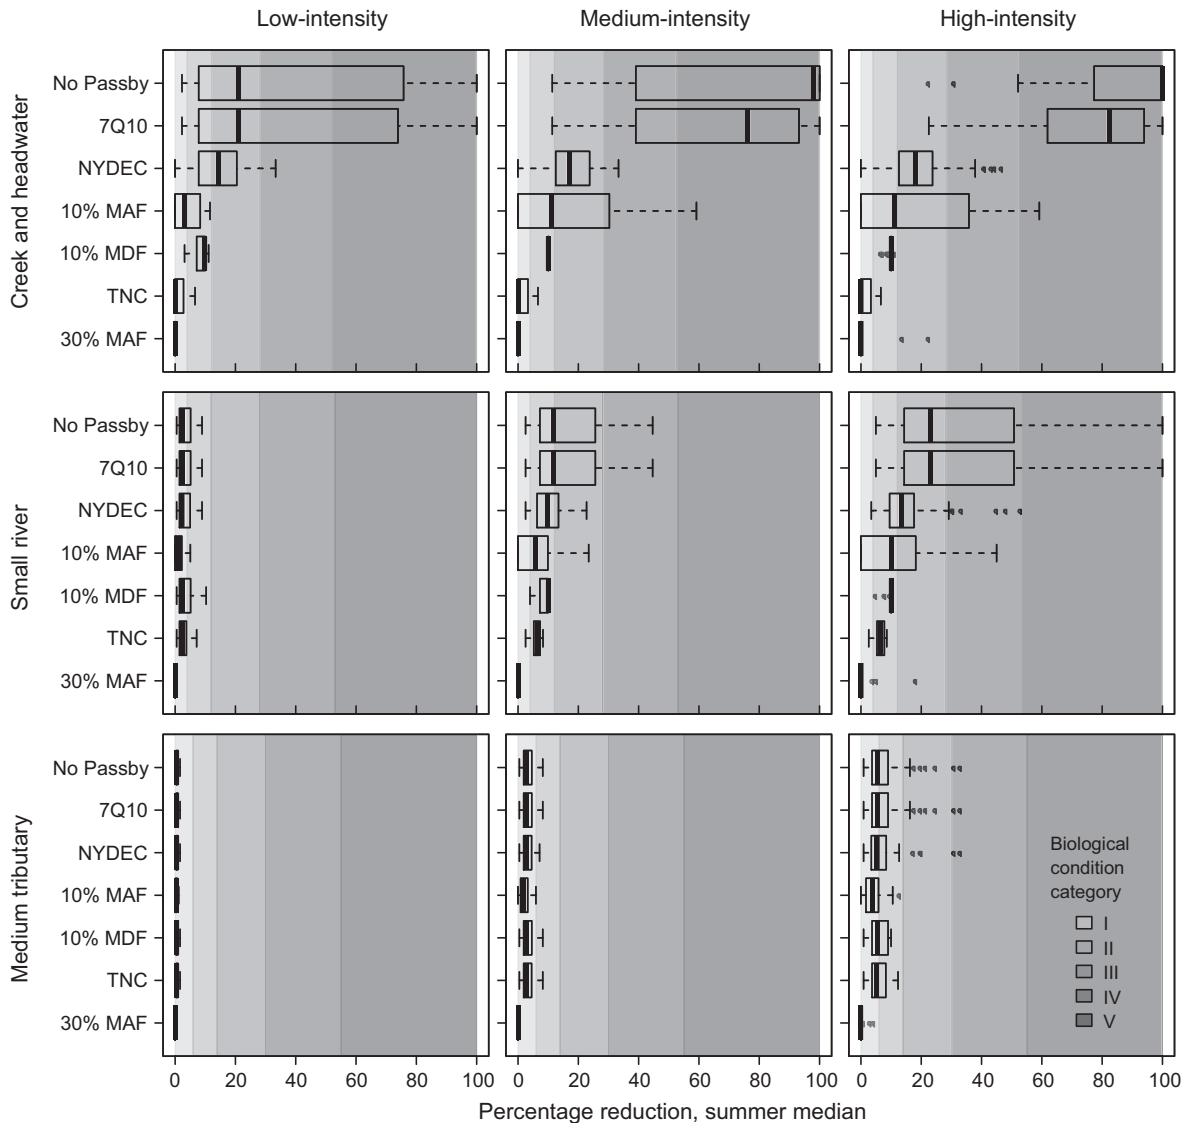 Low-intensity Medium-intensity High-intensity
Creek and headwater
No Passby
7Q10
NYDEC
10% MAF
10% MDF
TNC
30% MAF
Small river
No Passby
7Q10
NYDEC
10% MAF
10% MDF
TNC
30% MAF
Medium tributary
No Passby
7Q10
NYDEC
10% MAF
10% MDF
TNC
30% MAF
Biological
condition
category
I
II
III
IV
V
0 20 40 60 80 100 0 20 40 60 80 100 0 20 40 60 80 100
Percentage reduction, summer median